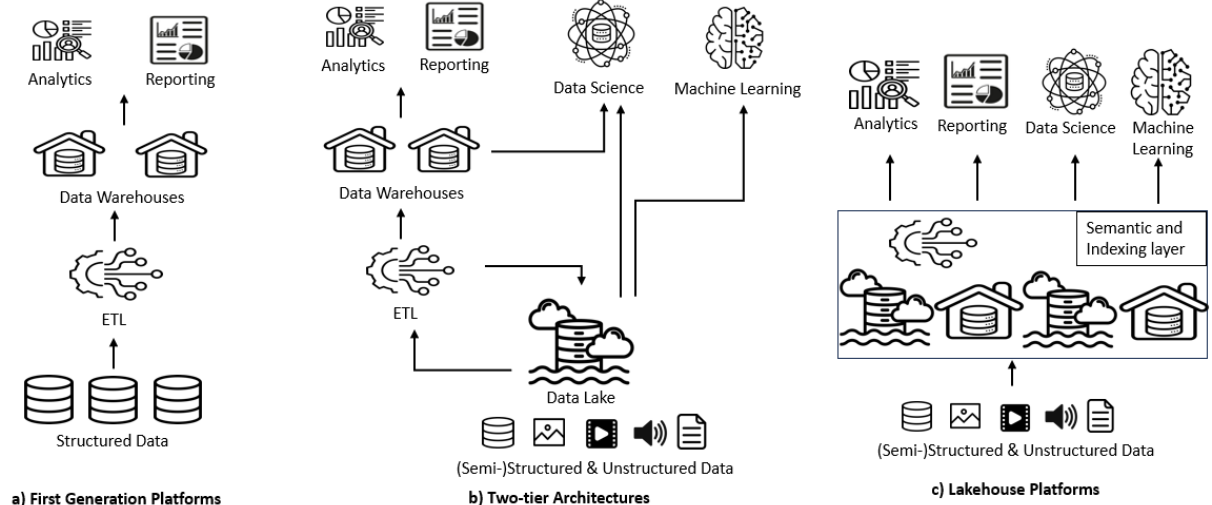 Analytics
Reporting
Data Warehouses
ETL
Structured Data
a) First Generation Platforms
Analytics
Reporting
Data Science
Machine Learning
Data Warehouses
ETL
Data Lake
(Semi-)Structured & Unstructured Data
b) Two-tier Architectures
Analytics
Reporting
Data Science
Machine
Learning
Semantic and
Indexing layer
(Semi-)Structured & Unstructured Data
c) Lakehouse Platforms